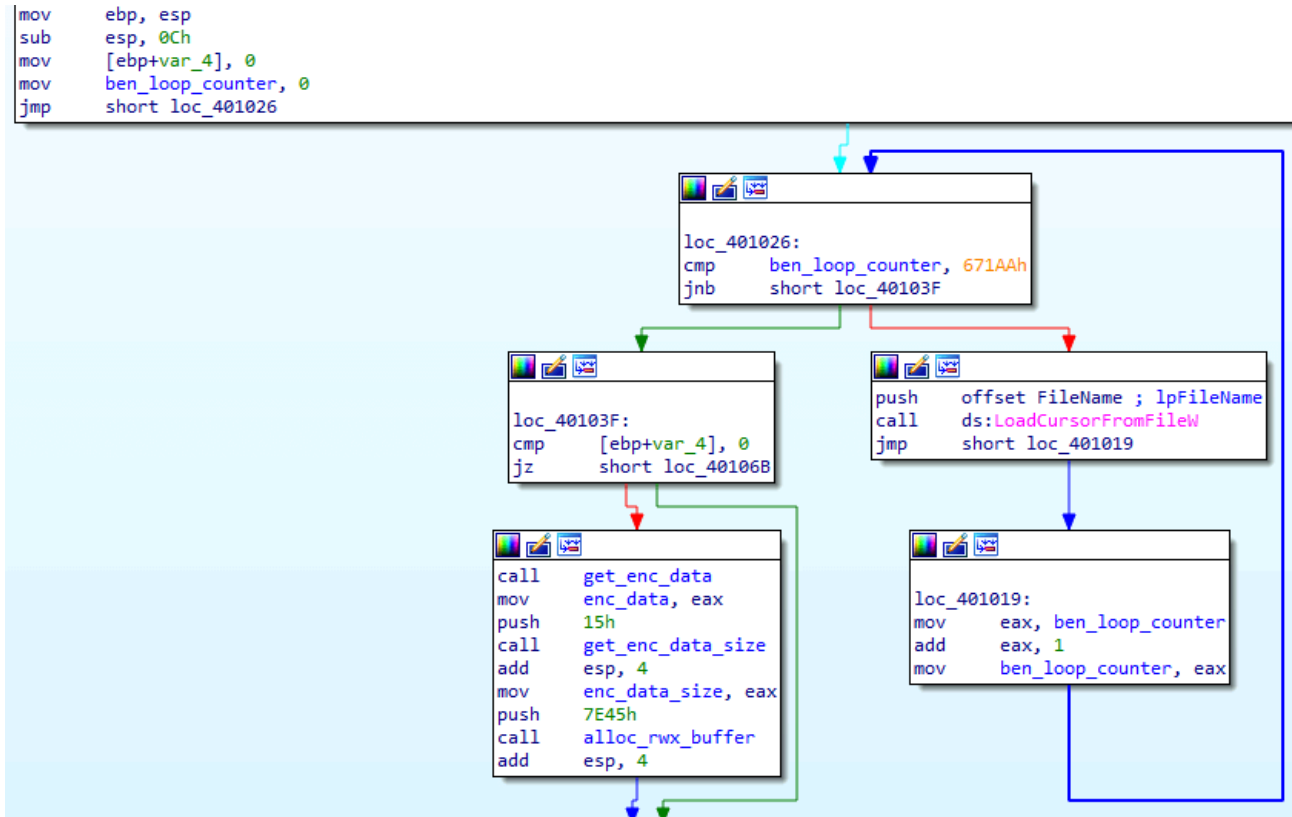 mov ebp, esp
sub esp, 0Ch
mov [ebp+var_4], 0
mov ben_loop_counter, 0
jmp short loc_401026
loc_401026:
cmp ben_loop_counter, 671AAh
jnb short loc_40103F
loc_40103F:
cmp [ebp+var_4], 0
jz short loc_40106B
push offset FileName ; lpFileName
call ds:LoadCursorFromFileW
jmp short loc_401019
call get_enc_data
mov enc_data, eax
push 15h
call get_enc_data_size
add esp, 4
mov enc_data_size, eax
push 7E45h
call alloc_rwx_buffer
add esp, 4
loc_401019:
mov eax, ben_loop_counter
add eax, 1
mov ben_loop_counter, eax